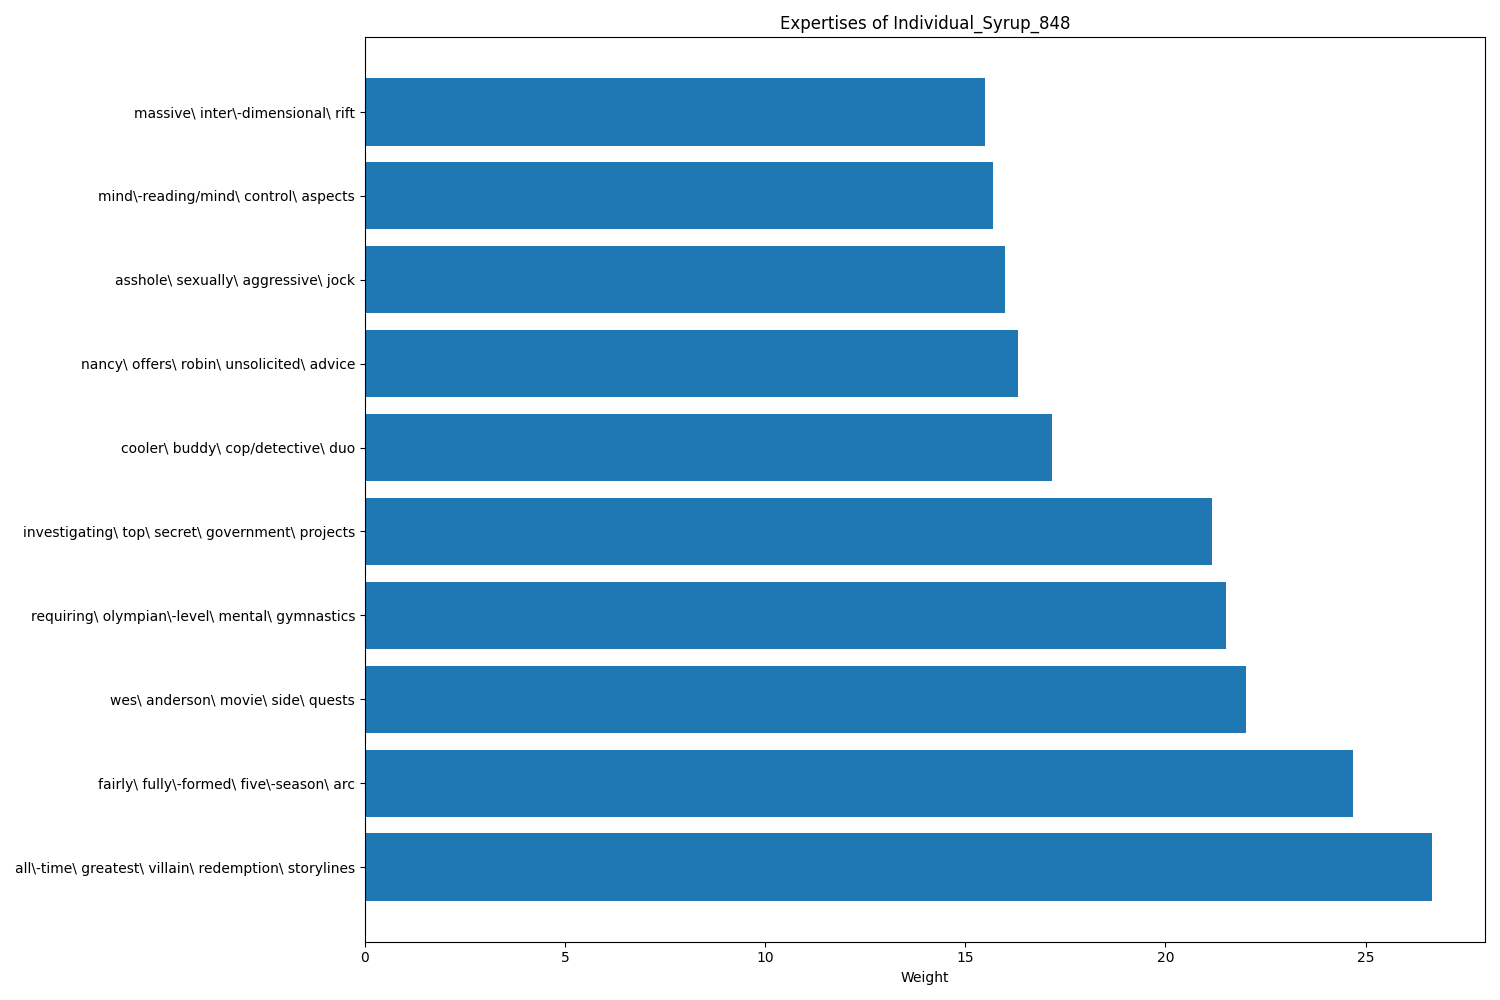 Expertises of Individual_Syrup_848
massive\ inter\-dimensional\ rift
mind\-reading/mind\ control\ aspects
asshole\ sexually\ aggressive\ jock
nancy\ offers\ robin\ unsolicited\ advice
cooler\ buddy\ cop/detective\ duo
investigating\ top\ secret\ government\ projects
requiring\ olympian\-level\ mental\ gymnastics
wes\ anderson\ movie\ side\ quests
fairly\ fully\-formed\ five\-season\ arc
all\-time\ greatest\ villain\ redemption\ storylines
0 5 10 15 20 25
Weight